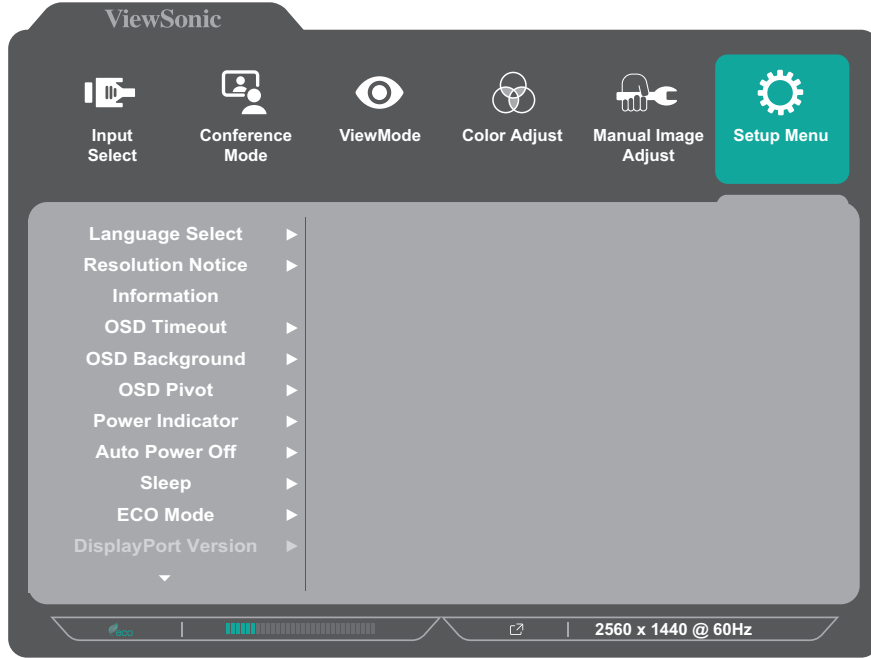 ViewSonic
Input
Select
Conference
Mode
ViewMode
Color Adjust
Manual Image
Adjust
Setup Menu
Language Select
Resolution Notice
Information
OSD Timeout
OSD Background
OSD Pivot
Power Indicator
Auto Power Off
Sleep
ECO Mode
DisplayPort Version
eco
2560 x 1440 @ 60Hz